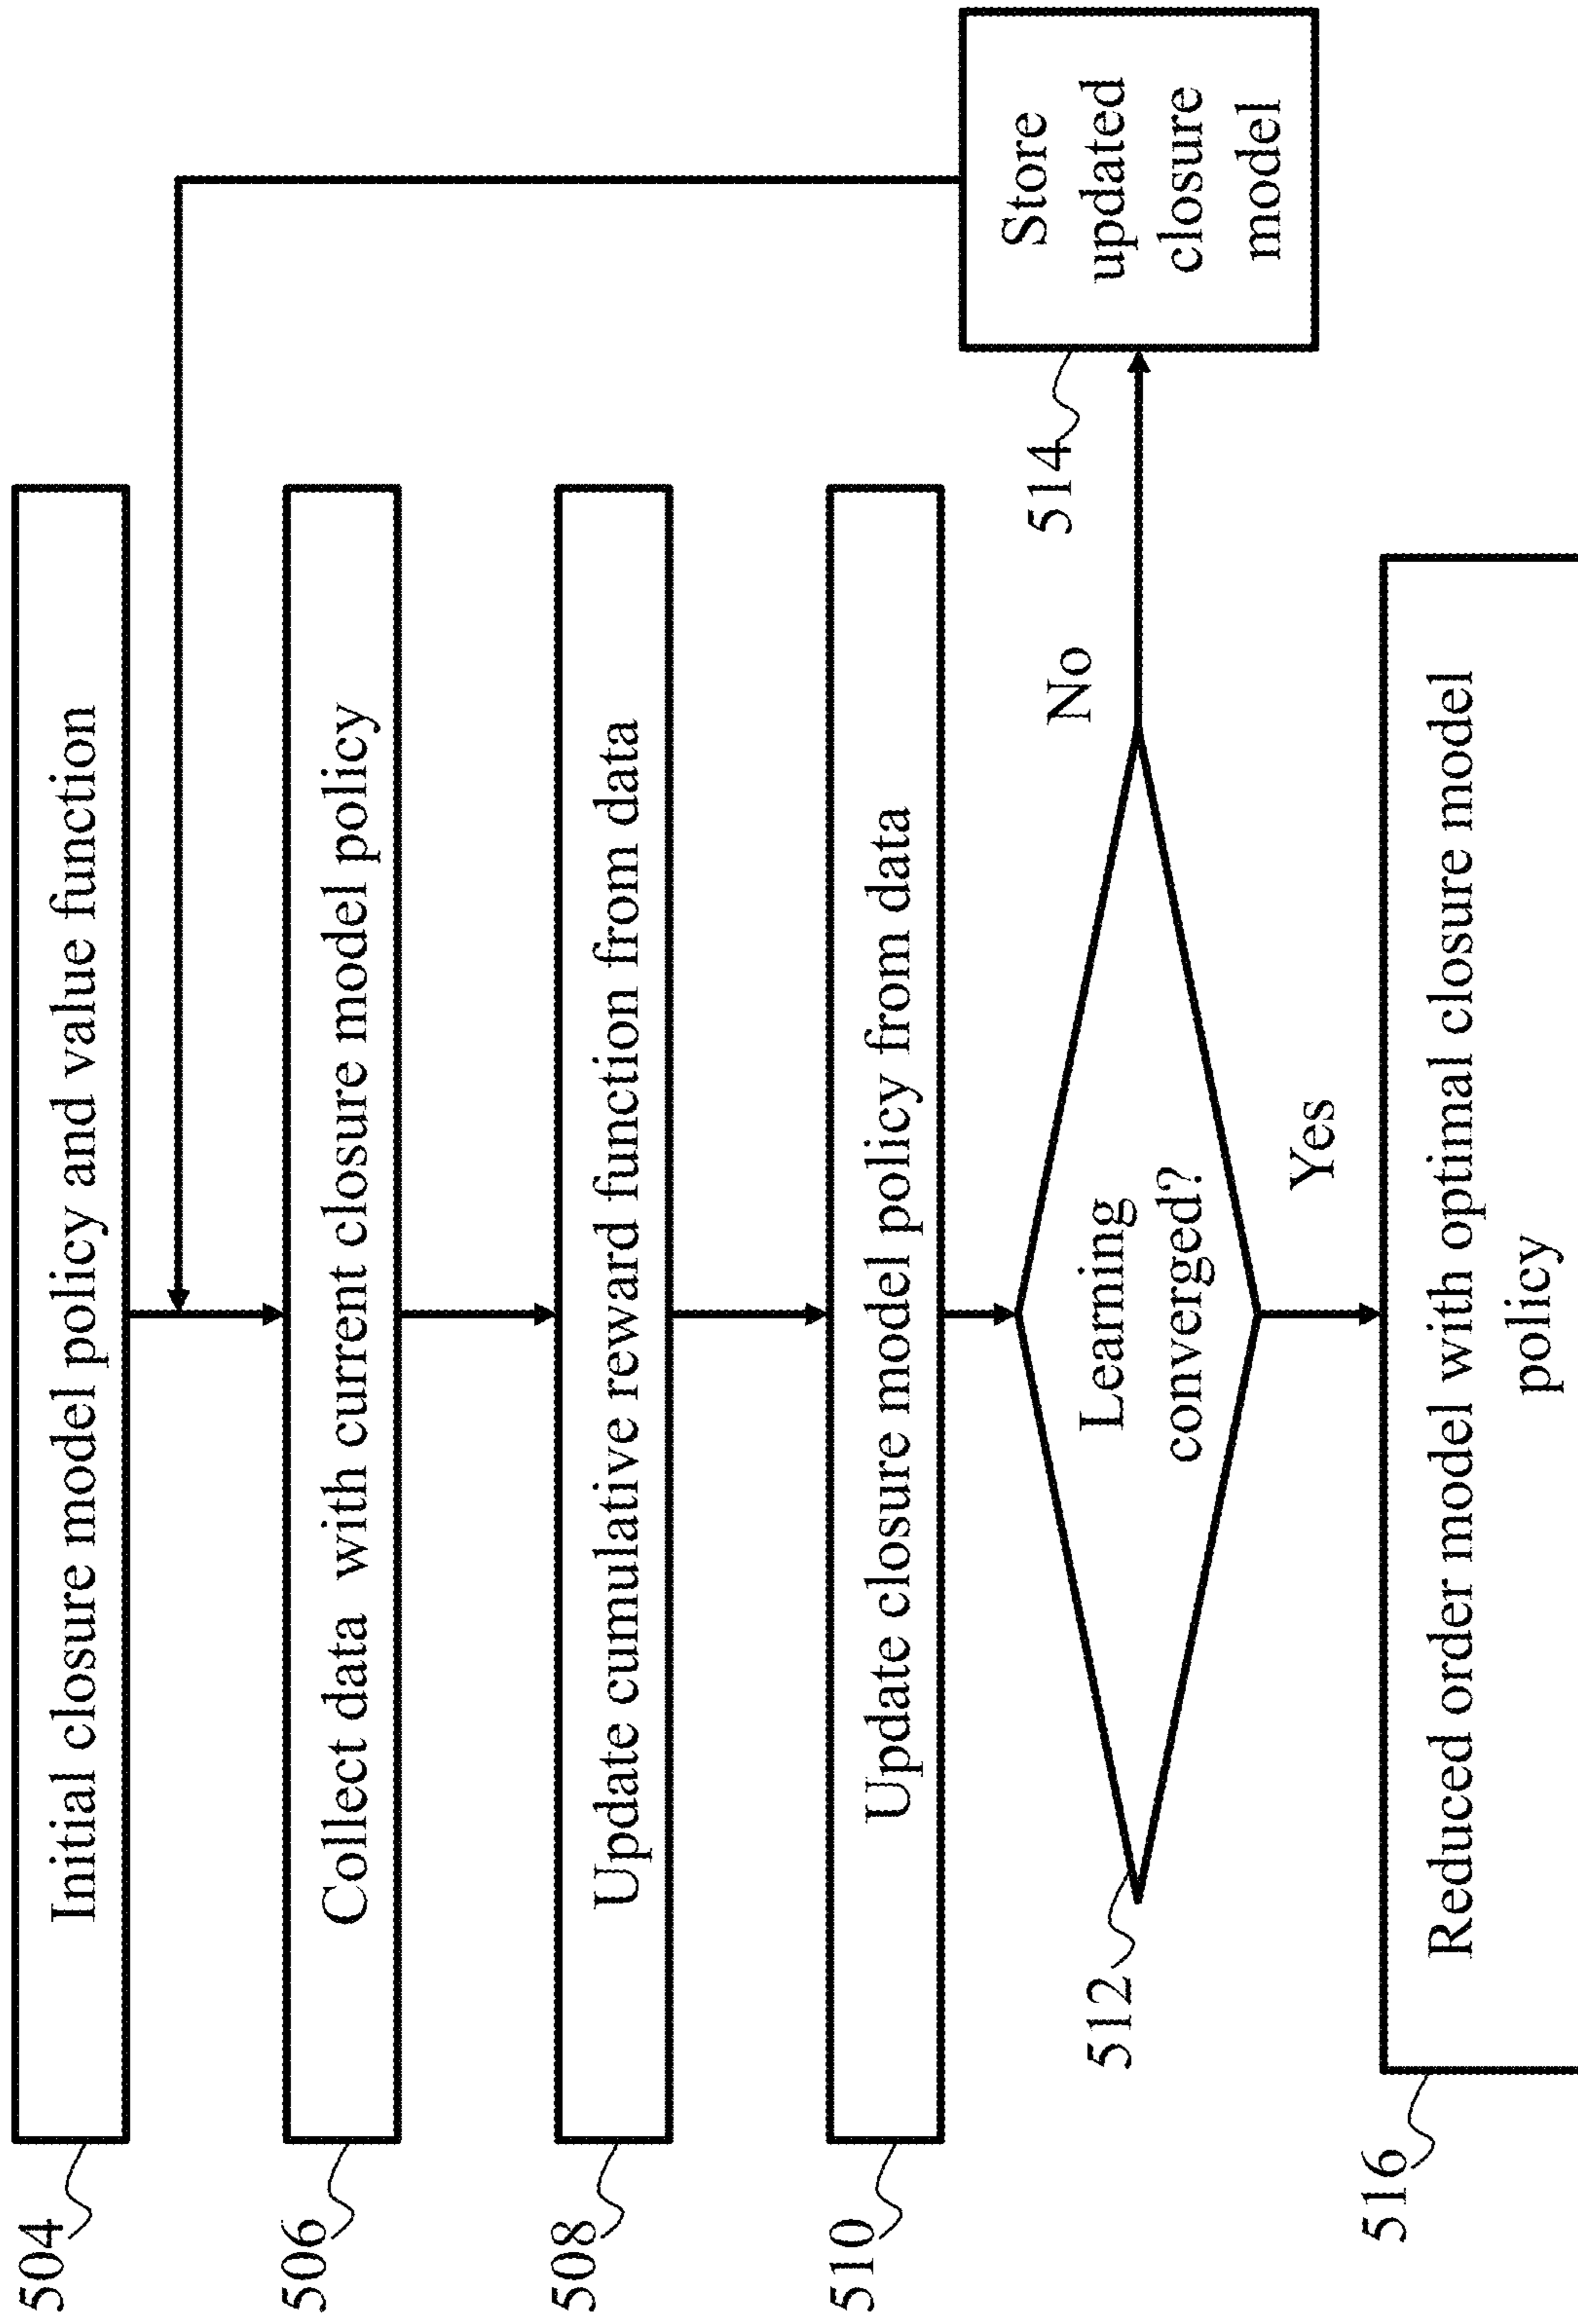 504
Initial closure model policy and value function
506
Collect data with current closure model policy
508
Update cumulative reward function from data
510
Update closure model policy from data
512
Learning
converged?
No
514
Store
updated
closure
model
Yes
516
Reduced order model with optimal closure model
policy